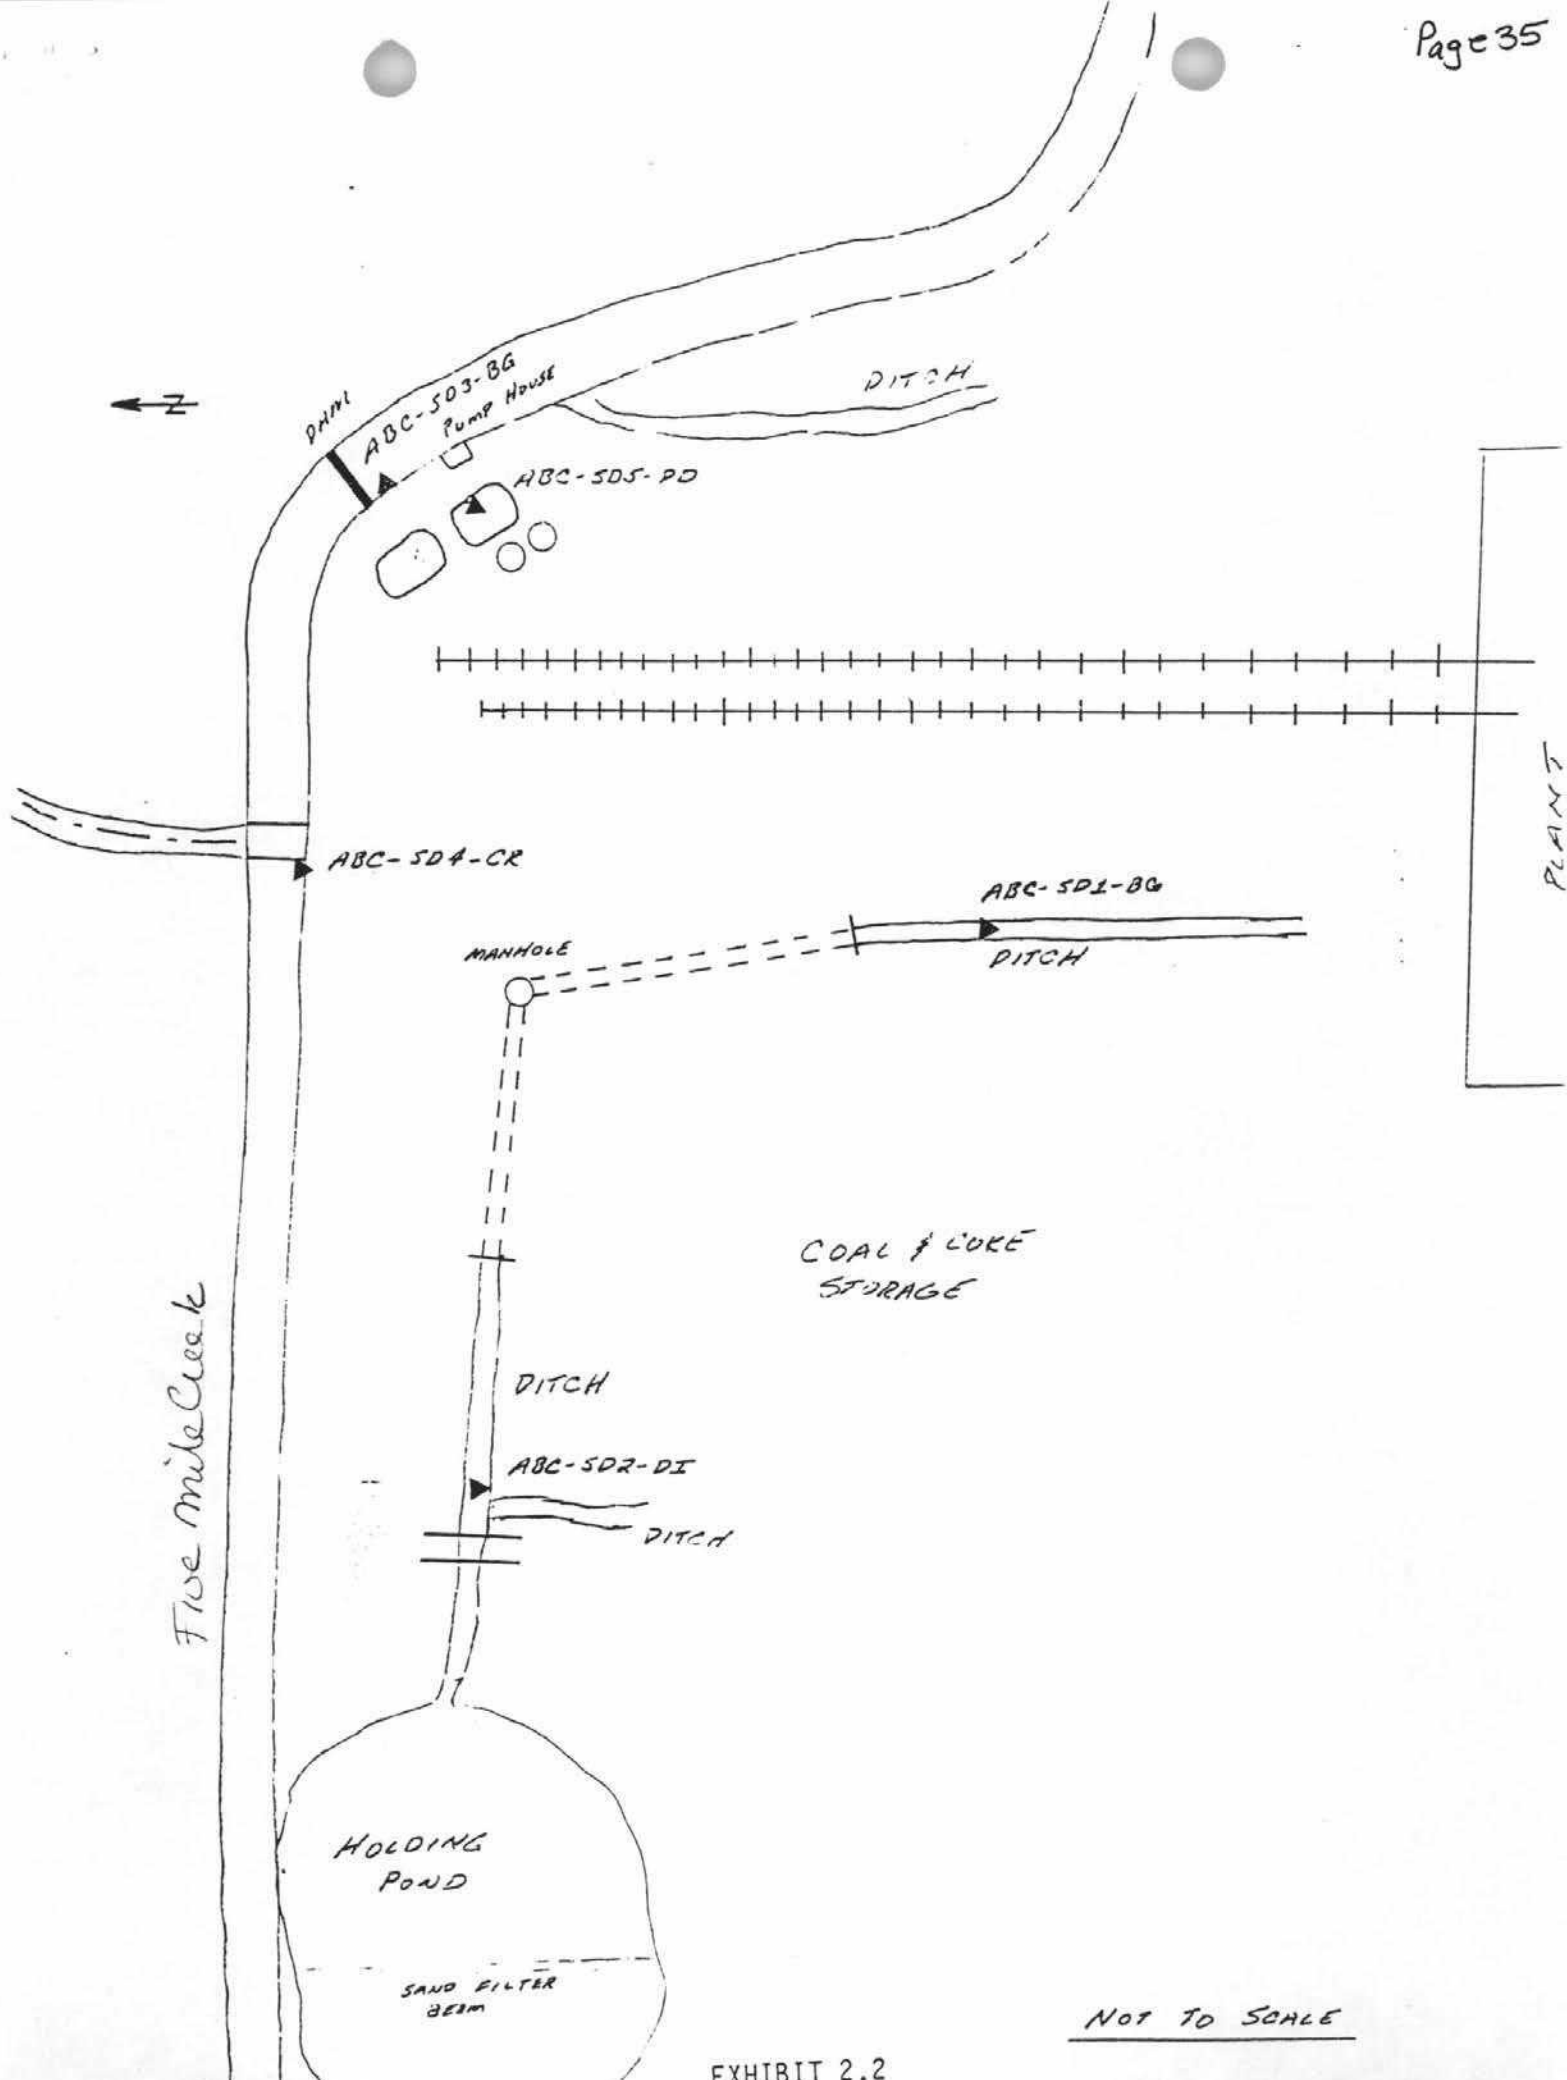 Page 35
DAM
ABC-SD3-BG
PUMP HOUSE
DITCH
N
ABC-SD5-PD
PLANT
ABC-SD4-CR
ABC-SD1-BG
DITCH
MANHOLE
COAL & COKE
STORAGE
DITCH
ABC-SD2-DI
DITCH
Five mile Creek
HOLDING
POND
SAND FILTER
BERM
NOT TO SCALE
EXHIBIT 2.2